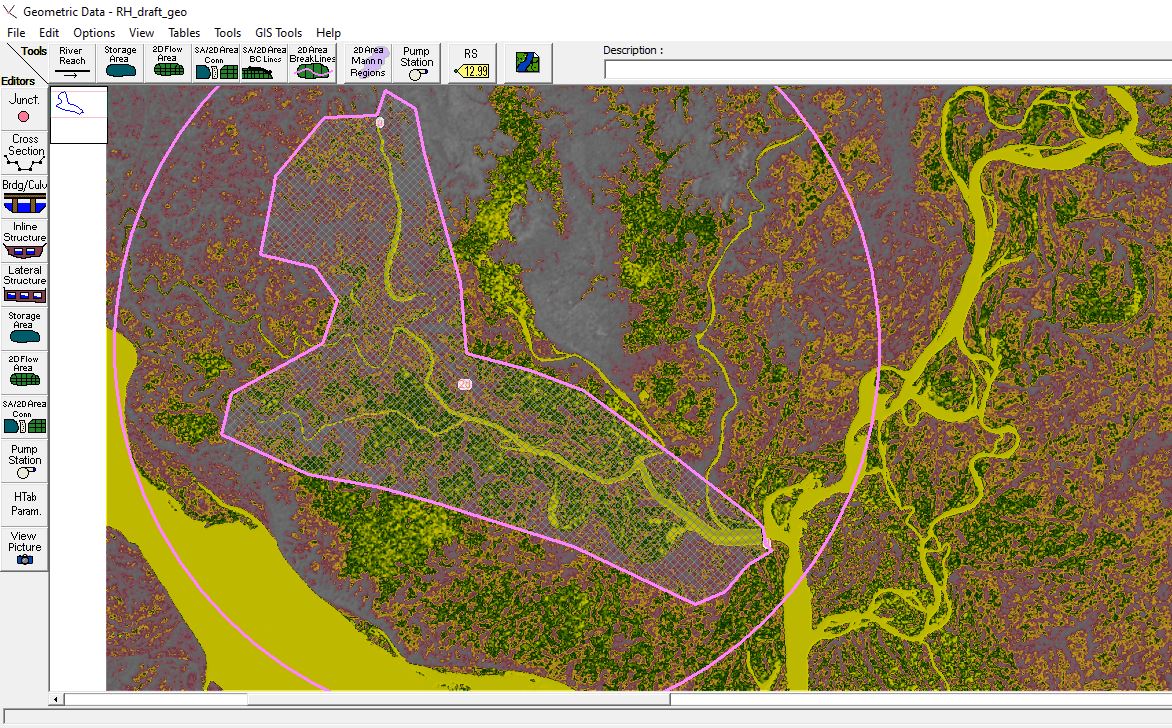 Geometric Data - RH_draft_geo
File Edit Options View Tables Tools GIS Tools Help
Tools
Editors
River
Reach
Storage
Area
2D Flow
Area
SA/2D Area
Conn
SA/2D Area
BC Lines
2D Area
BreakLines
2D Area
Mann n
Regions
Pump
Station
RS
12.99
Description :
Junct.
Cross
Section
Brdg/Culv
Inline
Structure
Lateral
Structure
Storage
Area
2D Flow
Area
SA/2D Area
Conn
Pump
Station
HTab
Param.
View
Picture